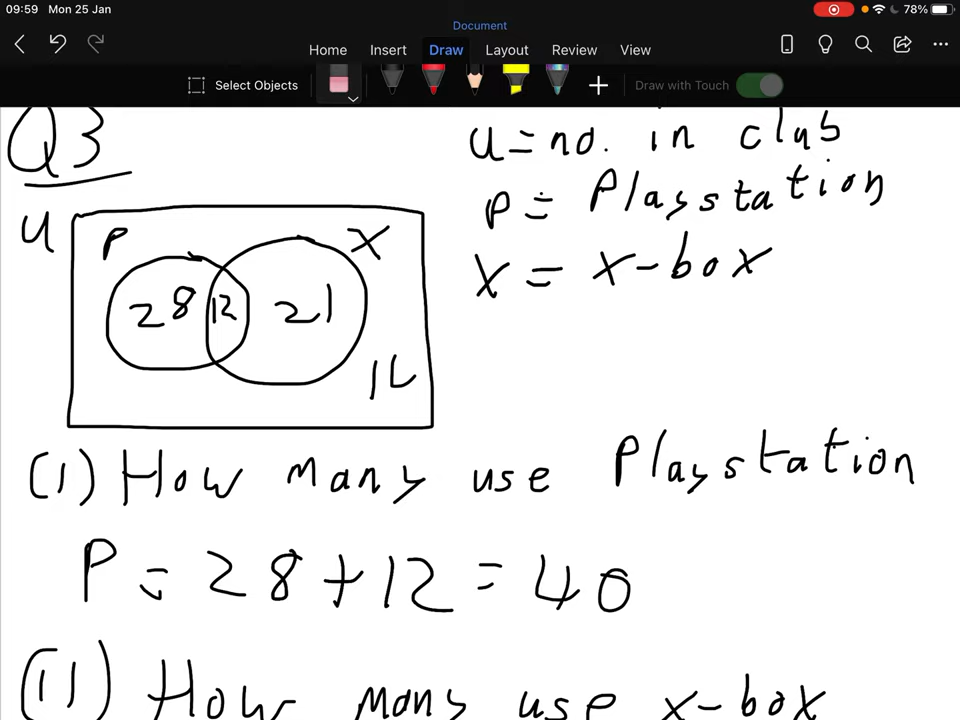 09:59 Mon 25 Jan 78%
Document
Home Insert Draw Layout Review View
Select Objects Draw with Touch
Q3
U = no. in club
P = Playstation
X = x-box
U
P X
28 12 21
(1) How many use Playstation
P = 28 + 12 = 40
(11) How many use x-box